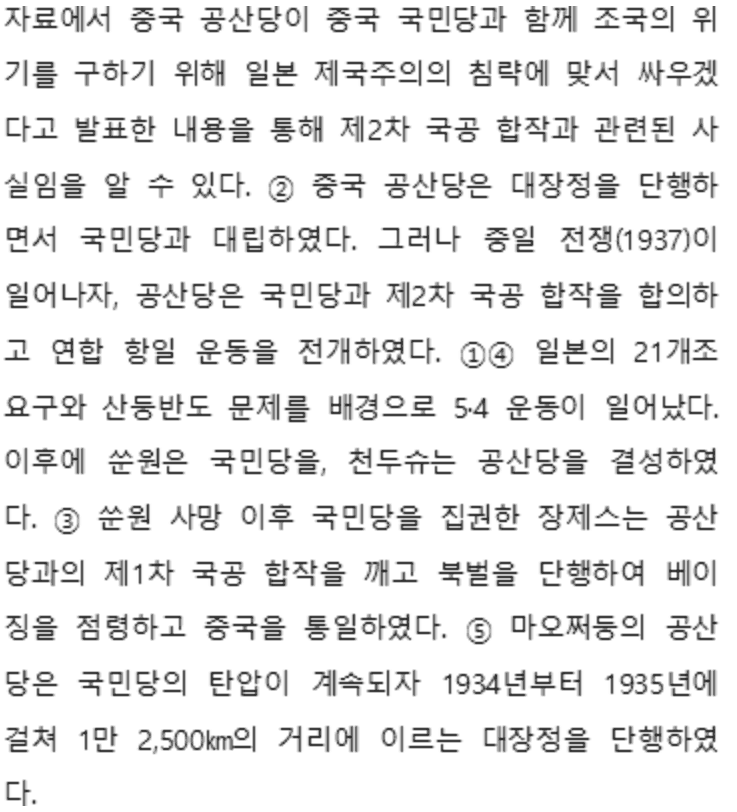 자료에서 중국 공산당이 중국 국민당과 함께 조국의 위
기를 구하기 위해 일본 제국주의의 침략에 맞서 싸우겠
다고 발표한 내용을 통해 제2차 국공 합작과 관련된 사
실임을 알 수 있다. ② 중국 공산당은 대장정을 단행하
면서 국민당과 대립하였다. 그러나 중일 전쟁(1937)이
일어나자, 공산당은 국민당과 제2차 국공 합작을 합의하
고 연합 항일 운동을 전개하였다. ①④ 일본의 21개조
요구와 산둥반도 문제를 배경으로 5·4 운동이 일어났다.
이후에 쑨원은 국민당을, 천두슈는 공산당을 결성하였
다. ③ 쑨원 사망 이후 국민당을 집권한 장제스는 공산
당과의 제1차 국공 합작을 깨고 북벌을 단행하여 베이
징을 점령하고 중국을 통일하였다. ⑤ 마오쩌둥의 공산
당은 국민당의 탄압이 계속되자 1934년부터 1935년에
걸쳐 1만 2,500㎞의 거리에 이르는 대장정을 단행하였
다.